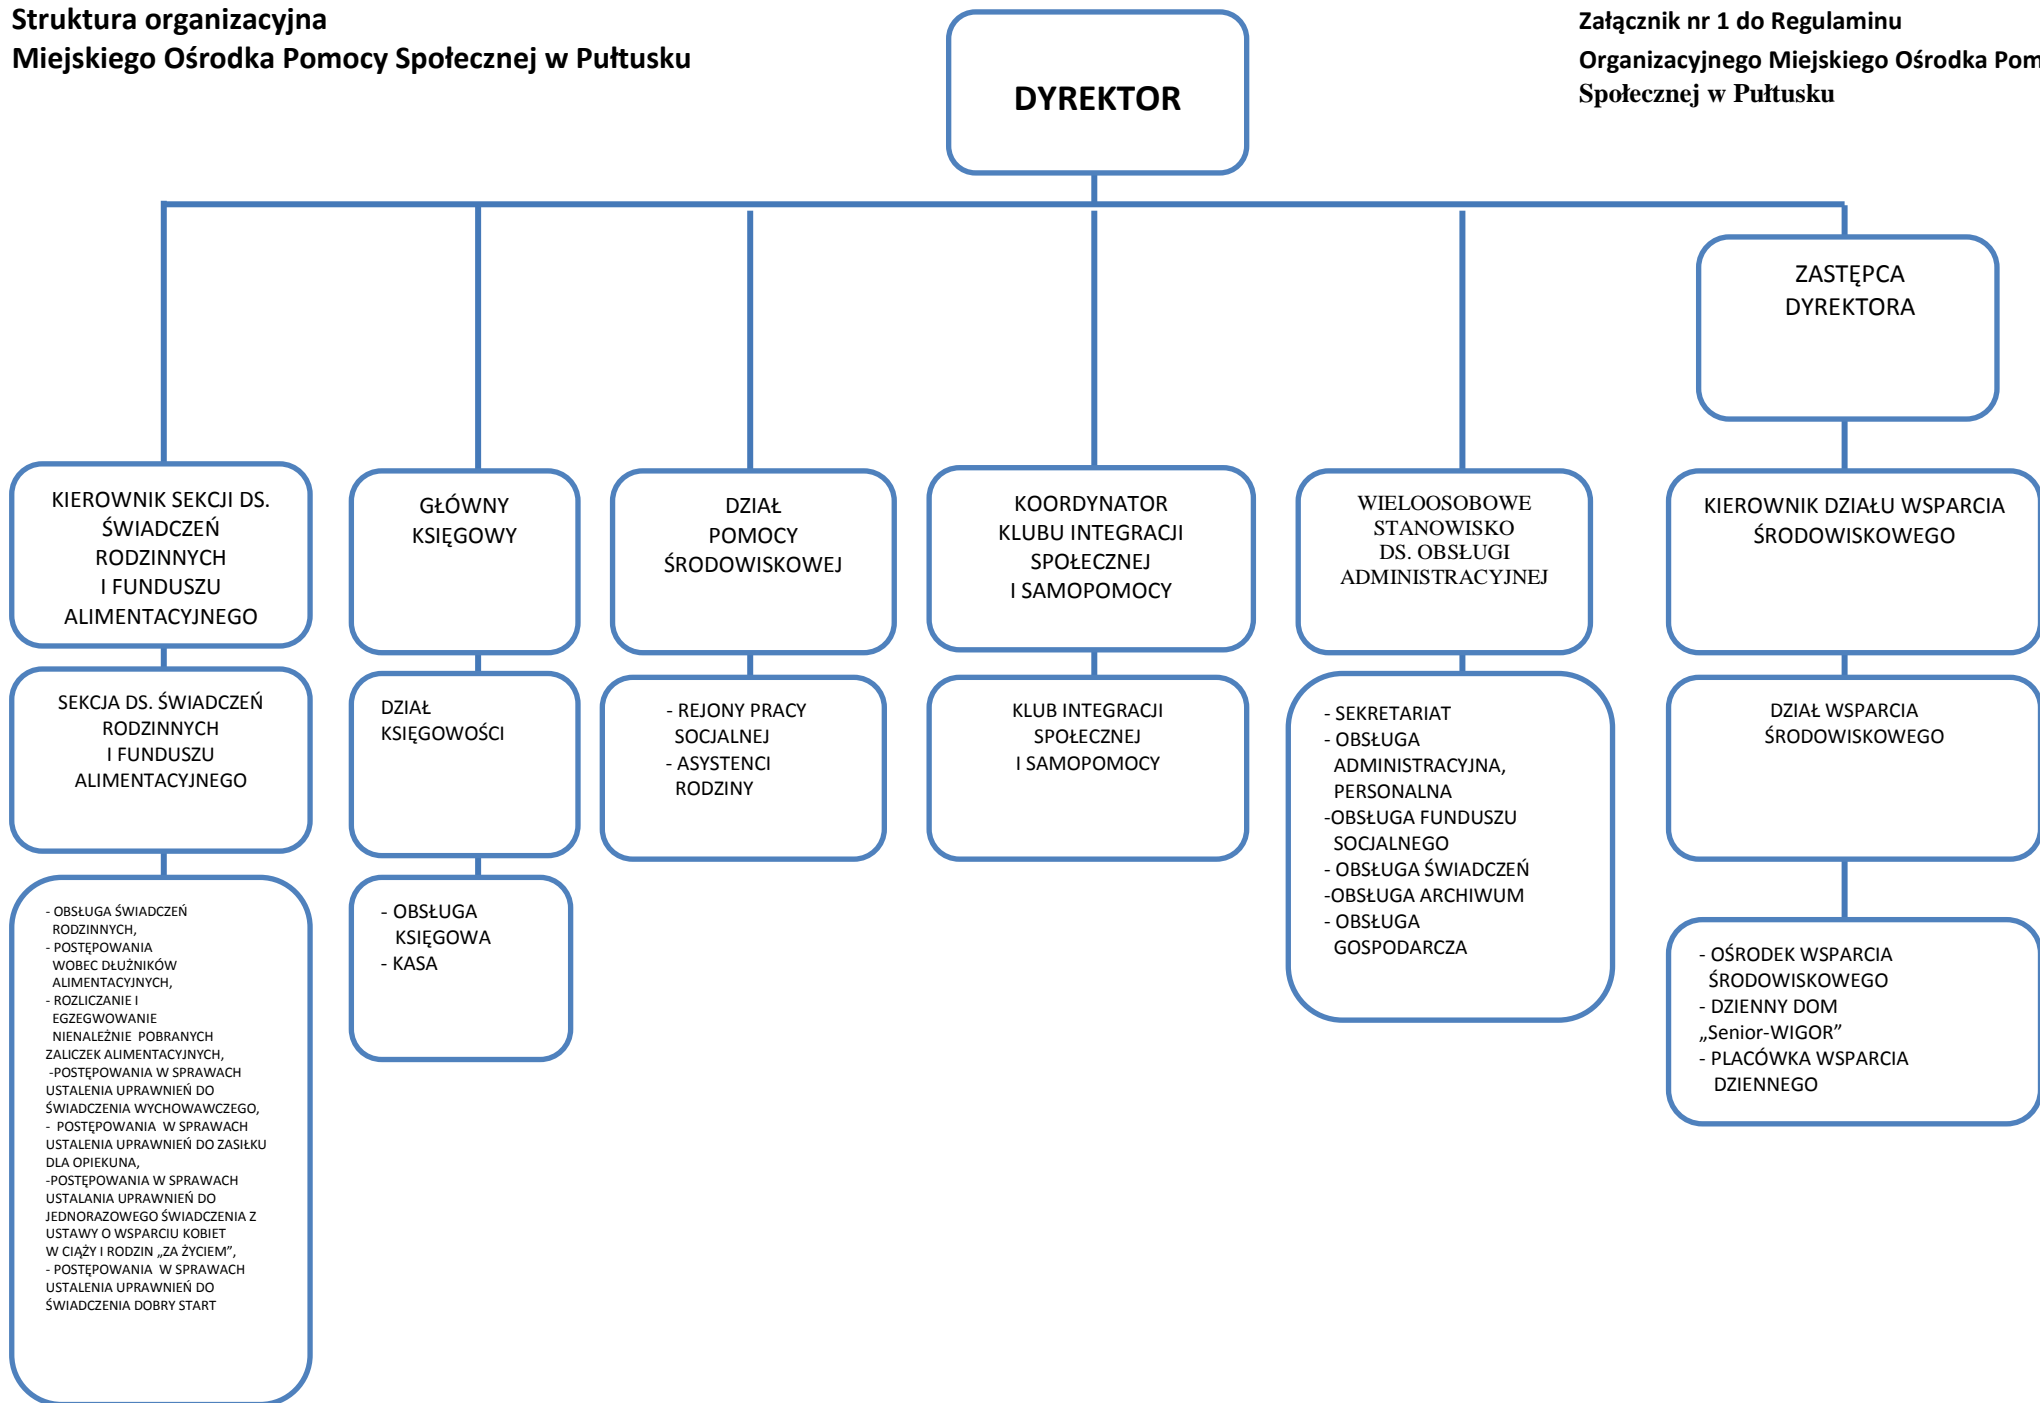 Struktura organizacyjna
Miejskiego Ośrodka Pomocy Społecznej w Pułtusku
Załącznik nr 1 do Regulaminu
Organizacyjnego Miejskiego Ośrodka Pom
Społecznej w Pułtusku
DYREKTOR
ZASTĘPCA
DYREKTORA
KIEROWNIK SEKCJI DS.
ŚWIADCZEŃ
RODZINNYCH
I FUNDUSZU
ALIMENTACYJNEGO
GŁÓWNY
KSIĘGOWY
DZIAŁ
POMOCY
ŚRODOWISKOWEJ
KOORDYNATOR
KLUBU INTEGRACJI
SPOŁECZNEJ
I SAMOPOMOCY
WIELOOSOBOWE
STANOWISKO
DS. OBSŁUGI
ADMINISTRACYJNEJ
KIEROWNIK DZIAŁU WSPARCIA
ŚRODOWISKOWEGO
SEKCJA DS. ŚWIADCZEŃ
RODZINNYCH
I FUNDUSZU
ALIMENTACYJNEGO
DZIAŁ
KSIĘGOWOŚCI
- REJONY PRACY
SOCJALNEJ
- ASYSTENCI
RODZINY
KLUB INTEGRACJI
SPOŁECZNEJ
I SAMOPOMOCY
- SEKRETARIAT
- OBSŁUGA
ADMINISTRACYJNA,
PERSONALNA
-OBSŁUGA FUNDUSZU
SOCJALNEGO
- OBSŁUGA ŚWIADCZEŃ
-OBSŁUGA ARCHIWUM
- OBSŁUGA
GOSPODARCZA
DZIAŁ WSPARCIA
ŚRODOWISKOWEGO
- OBSŁUGA ŚWIADCZEŃ
RODZINNYCH,
- POSTĘPOWANIA
WOBEC DŁUŻNIKÓW
ALIMENTACYJNYCH,
- ROZLICZANIE I
EGZEGWOWANIE
NIENALEŻNIE POBRANYCH
ZALICZEK ALIMENTACYJNYCH,
-POSTĘPOWANIA W SPRAWACH
USTALENIA UPRAWNIEŃ DO
ŚWIADCZENIA WYCHOWAWCZEGO,
- POSTĘPOWANIA W SPRAWACH
USTALENIA UPRAWNIEŃ DO ZASIŁKU
DLA OPIEKUNA,
-POSTĘPOWANIA W SPRAWACH
USTALANIA UPRAWNIEŃ DO
JEDNORAZOWEGO ŚWIADCZENIA Z
USTAWY O WSPARCIU KOBIET
W CIĄŻY I RODZIN „ZA ŻYCIEM”,
- POSTĘPOWANIA W SPRAWACH
USTALENIA UPRAWNIEŃ DO
ŚWIADCZENIA DOBRY START
- OBSŁUGA
KSIĘGOWA
- KASA
- OŚRODEK WSPARCIA
ŚRODOWISKOWEGO
- DZIENNY DOM
„Senior-WIGOR”
- PLACÓWKA WSPARCIA
DZIENNEGO